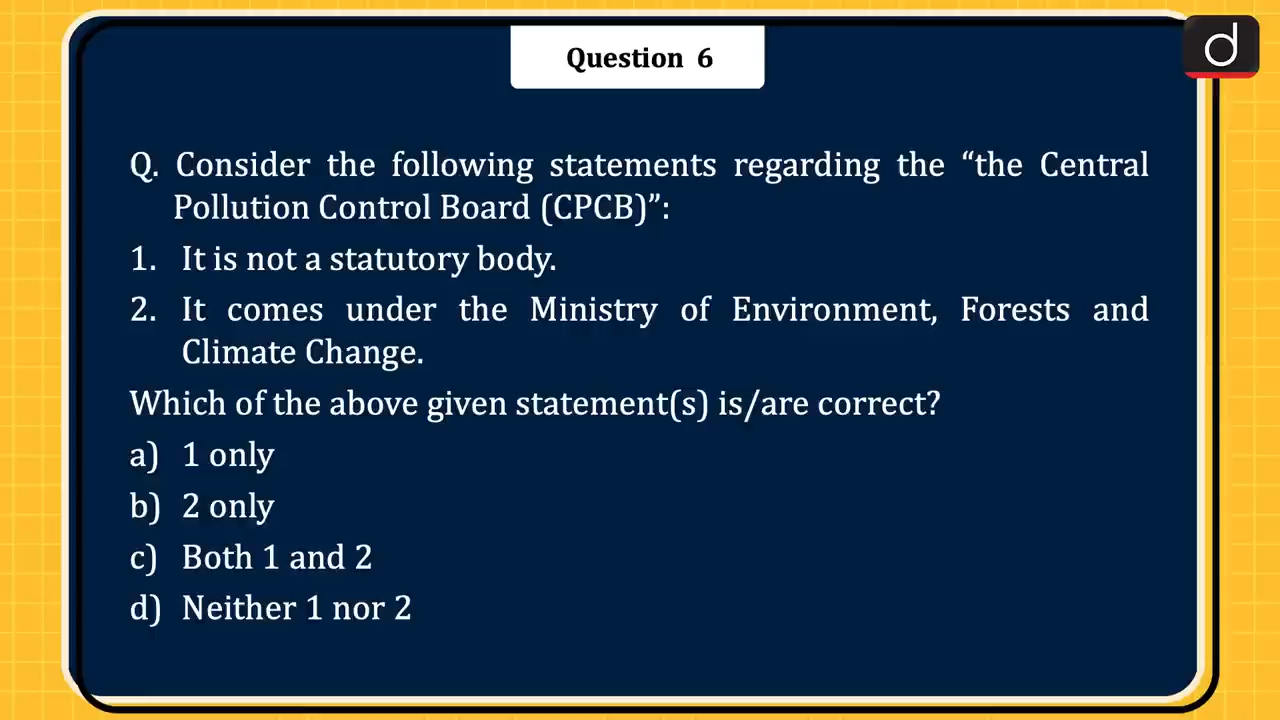 Question 6
Q. Consider the following statements regarding the “the Central
Pollution Control Board (CPCB)”:
1. It is not a statutory body.
2. It comes under the Ministry of Environment, Forests and
Climate Change.
Which of the above given statement(s) is/are correct?
a) 1 only
b) 2 only
c) Both 1 and 2
d) Neither 1 nor 2
d